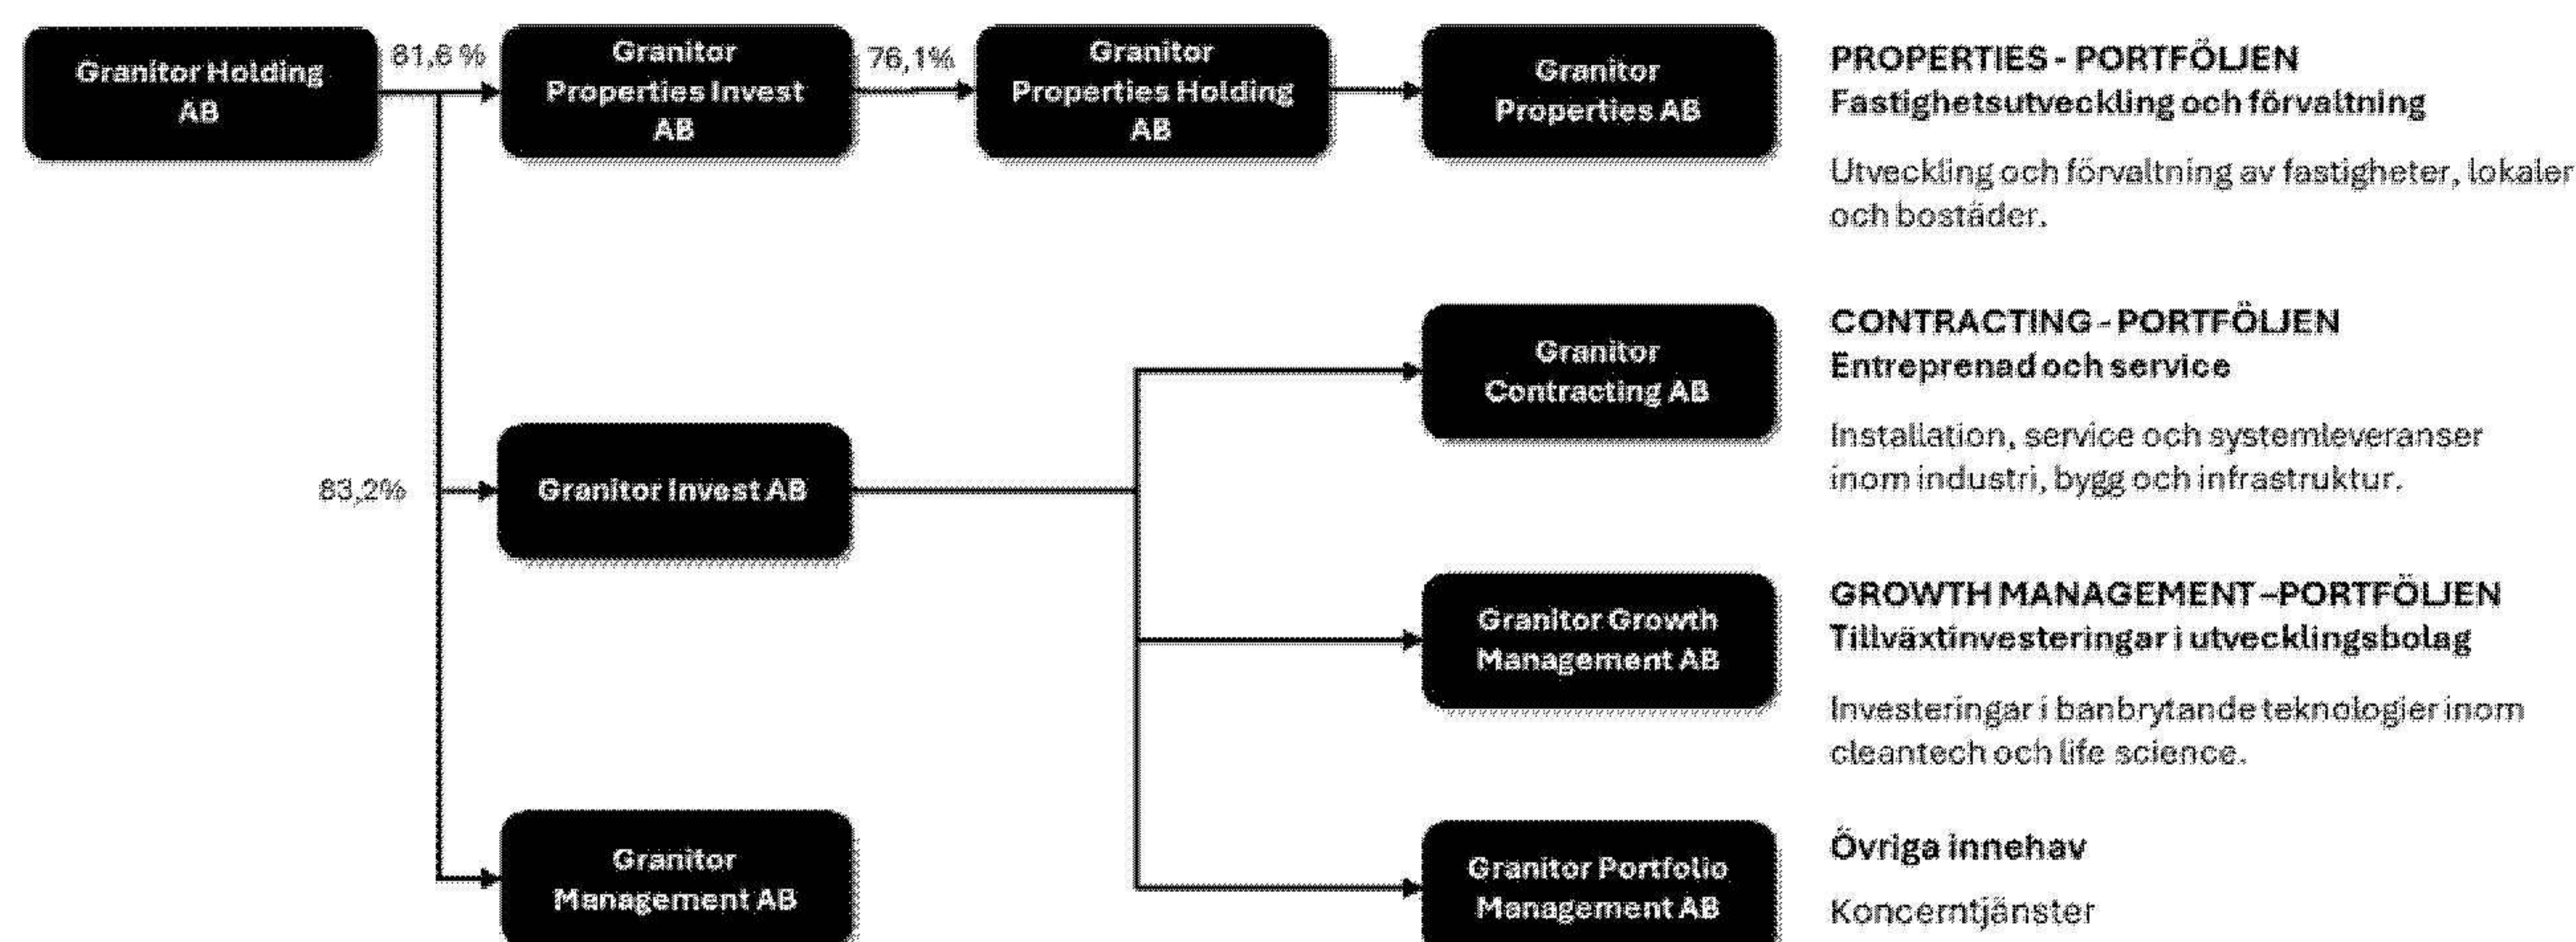 Granitor Holding
AB
81,6 %
Granitor
Properties Invest
AB
76,1%
Granitor
Properties Holding
AB
Granitor
Properties AB
PROPERTIES - PORTFÖLJEN
Fastighetsutveckling och förvaltning
Utveckling och förvaltning av fastigheter, lokaler
och bostäder.
Granitor
Contracting AB
CONTRACTING - PORTFÖLJEN
Entreprenad och service
Installation, service och systemleveranser
inom industri, bygg och infrastruktur.
83,2%
Granitor Invest AB
Granitor Growth
Management AB
GROWTH MANAGEMENT –PORTFÖLJEN
Tillväxtinvesteringar i utvecklingsbolag
Investeringar i banbrytande teknologier inom
cleantech och life science.
Granitor
Management AB
Granitor Portfolio
Management AB
Övriga innehav
Koncerntjänster